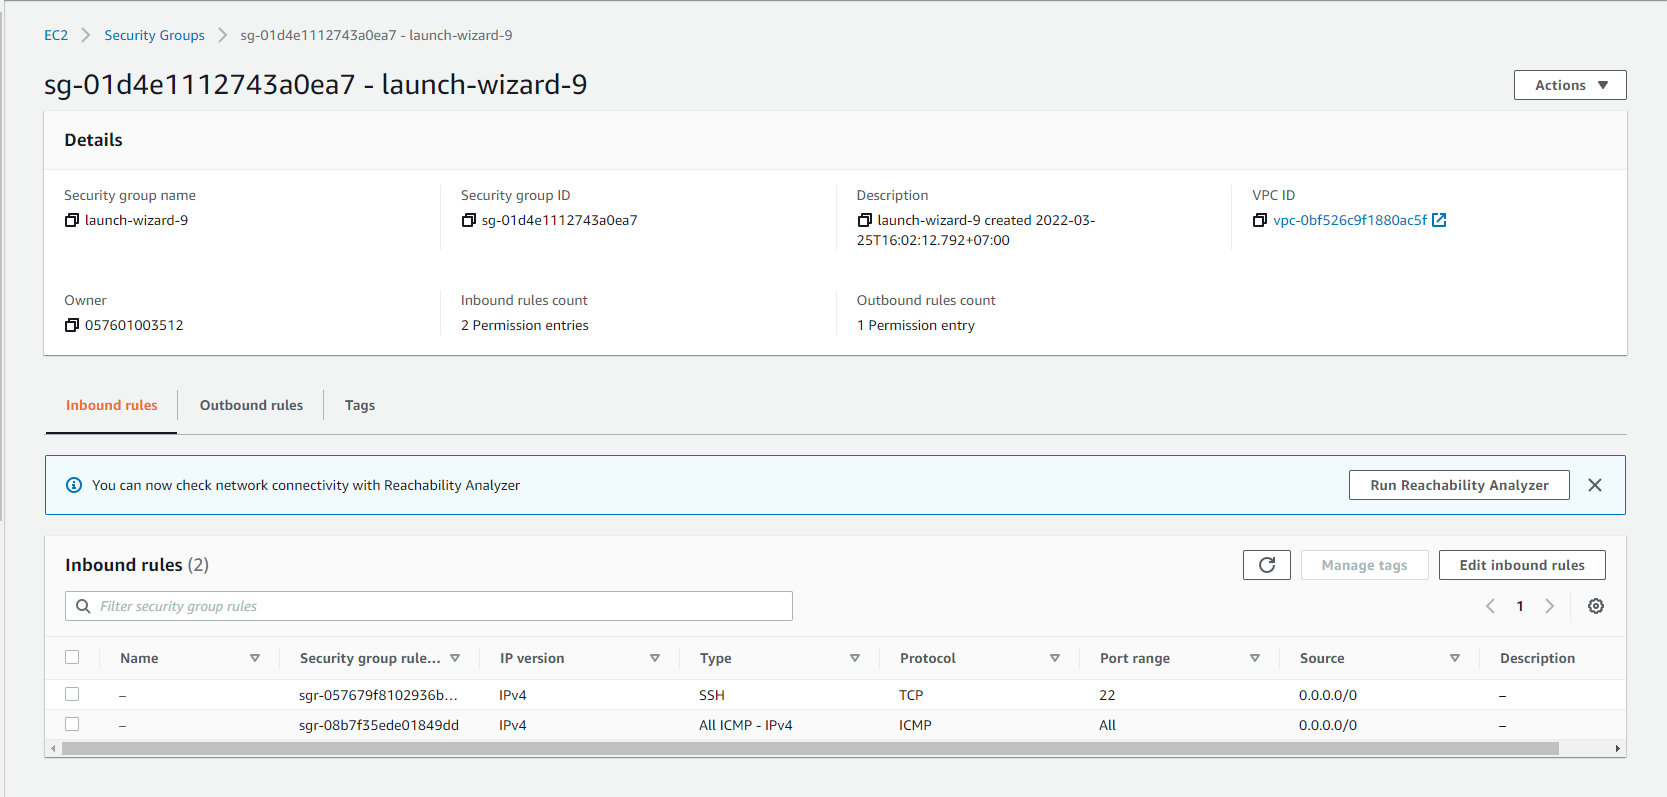 EC2 Security Groups sg-01d4e1112743a0ea7 - launch-wizard-9
sg-01d4e1112743a0ea7 - launch-wizard-9
Actions
Details
Security group name
launch-wizard-9
Security group ID
sg-01d4e1112743a0ea7
Description
launch-wizard-9 created 2022-03-
25T16:02:12.792+07:00
VPC ID
vpc-0bf526c9f1880ac5f
Owner
057601003512
Inbound rules count
2 Permission entries
Outbound rules count
1 Permission entry
Inbound rules Outbound rules Tags
You can now check network connectivity with Reachability Analyzer Run Reachability Analyzer
Inbound rules (2) Manage tags Edit inbound rules
Filter security group rules 1
Name Security group rule... IP version Type Protocol Port range Source Description
– sgr-057679f8102936b... IPv4 SSH TCP 22 0.0.0.0/0 –
– sgr-08b7f35ede01849dd IPv4 All ICMP - IPv4 ICMP All 0.0.0.0/0 –